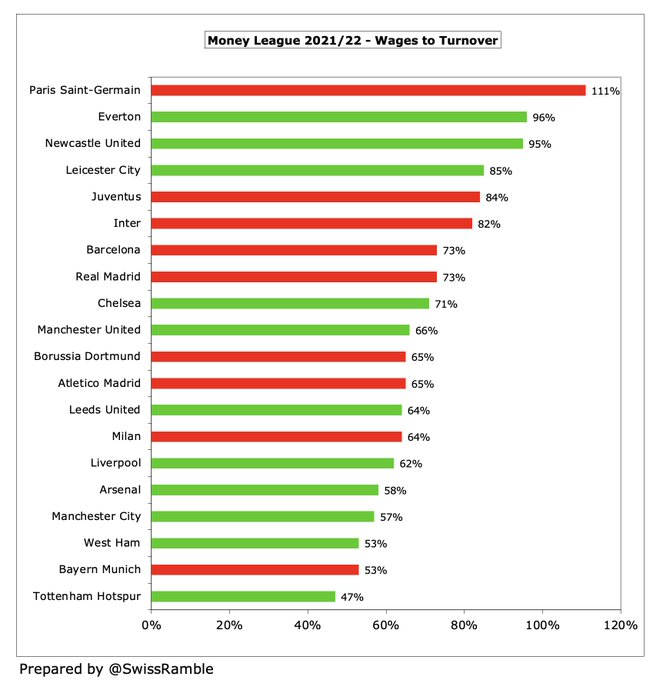 Money League 2021/22 - Wages to Turnover
Paris Saint-Germain 111%
Everton 96%
Newcastle United 95%
Leicester City 85%
Juventus 84%
Inter 82%
Barcelona 73%
Real Madrid 73%
Chelsea 71%
Manchester United 66%
Borussia Dortmund 65%
Atletico Madrid 65%
Leeds United 64%
Milan 64%
Liverpool 62%
Arsenal 58%
Manchester City 57%
West Ham 53%
Bayern Munich 53%
Tottenham Hotspur 47%
0% 20% 40% 60% 80% 100% 120%
Prepared by @SwissRamble